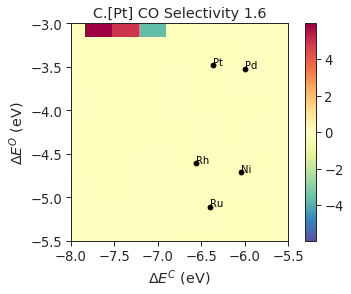 C.[Pt] CO Selectivity 1.6
−3.0
−3.5
−4.0
−4.5
−5.0
−5.5
ΔE^O (eV)
Pt
Pd
Rh
Ni
Ru
−8.0 −7.5 −7.0 −6.5 −6.0 −5.5
ΔE^C (eV)
4
2
0
−2
−4